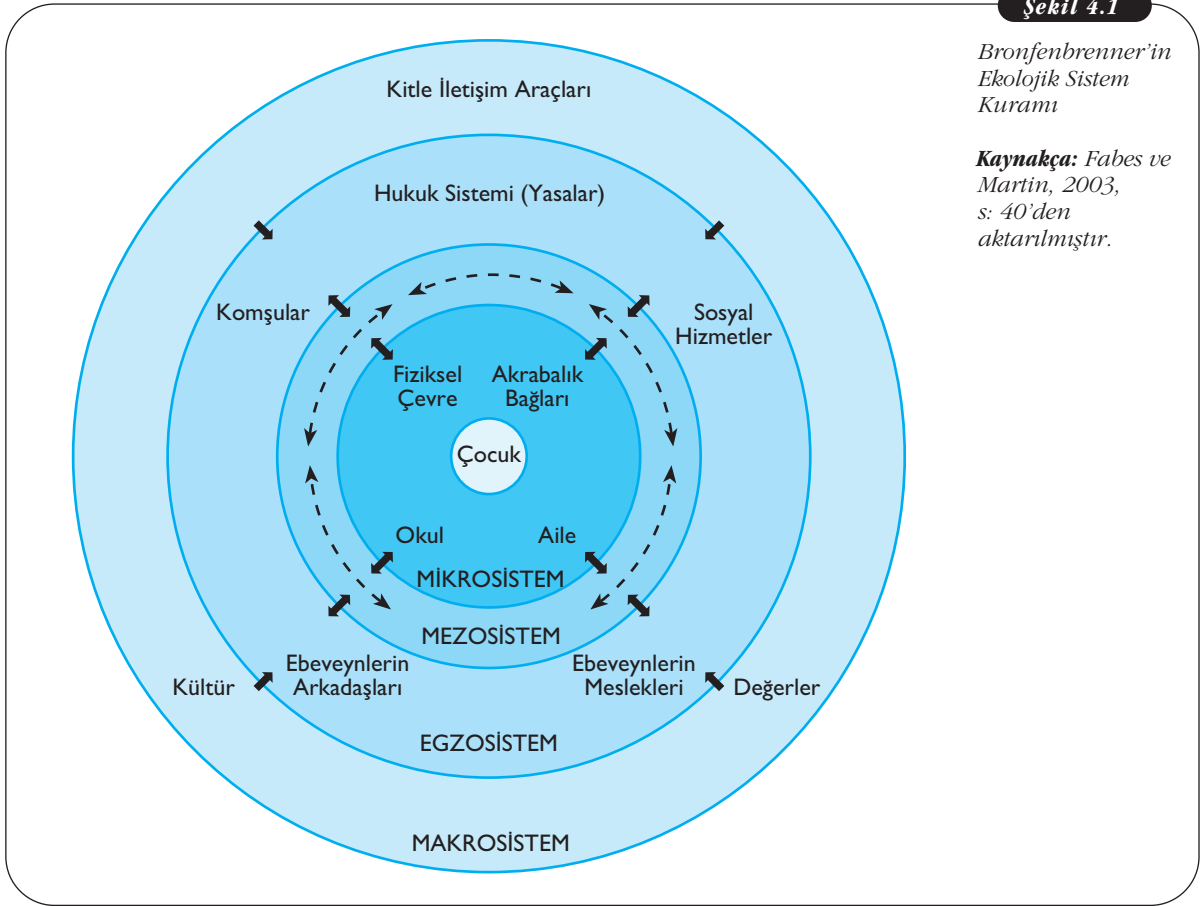 Şekil 4.1
Bronfenbrenner'in
Ekolojik Sistem
Kuramı
Kaynakça: Fabes ve
Martin, 2003,
s: 40'den
aktarılmıştır.
Kitle İletişim Araçları
Hukuk Sistemi (Yasalar)
Komşular
Sosyal
Hizmetler
Fiziksel
Çevre
Akrabalık
Bağları
Çocuk
Okul
Aile
MİKROSİSTEM
MEZOSİSTEM
Ebeveynlerin
Arkadaşları
Ebeveynlerin
Meslekleri
Kültür
Değerler
EGZOSİSTEM
MAKROSİSTEM